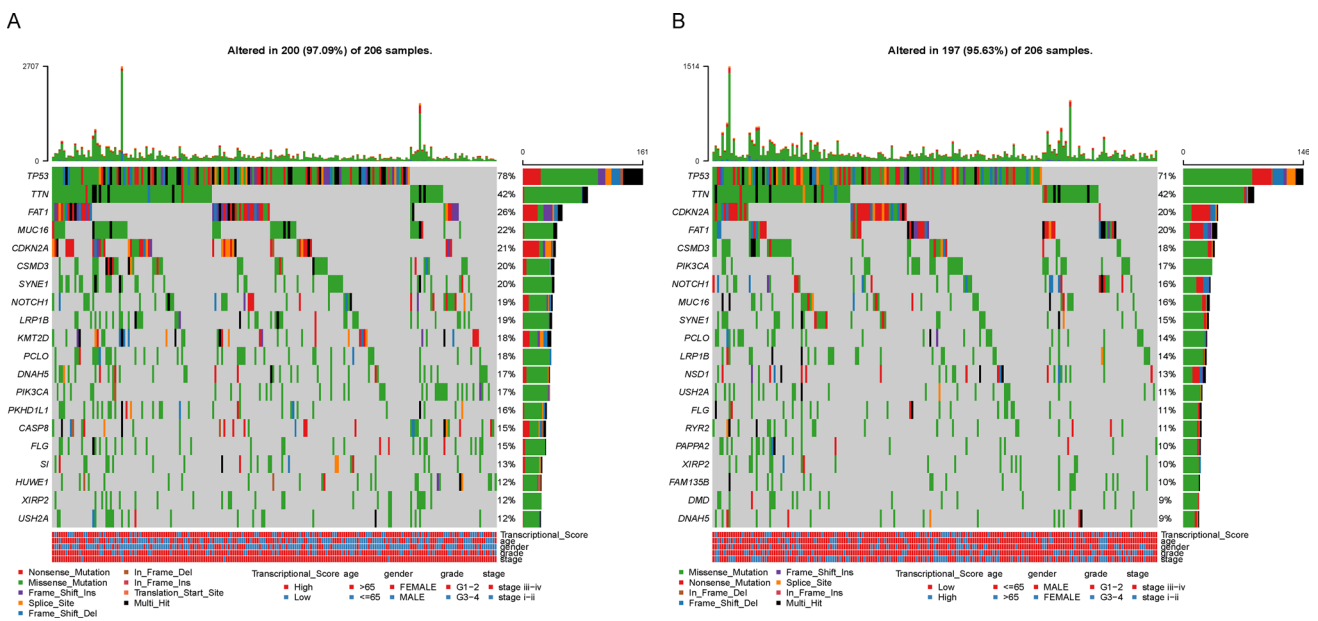 A
Altered in 200 (97.09%) of 206 samples.
2707
0
0 161
TP53 78%
TTN 42%
FAT1 26%
MUC16 22%
CDKN2A 21%
CSMD3 20%
SYNE1 20%
NOTCH1 19%
LRP1B 19%
KMT2D 18%
PCLO 18%
DNAH5 17%
PIK3CA 17%
PKHD1L1 16%
CASP8 15%
FLG 15%
SI 13%
HUWE1 12%
XIRP2 12%
USH2A 12%
Transcriptional_Score
age
gender
grade
stage
Nonsense_Mutation
Missense_Mutation
Frame_Shift_Ins
Splice_Site
Frame_Shift_Del
In_Frame_Del
In_Frame_Ins
Translation_Start_Site
Multi_Hit
Transcriptional_Score age gender grade stage
High >65 FEMALE G1-2 stage iii-iv
Low <=65 MALE G3-4 stage i-ii
B
Altered in 197 (95.63%) of 206 samples.
1514
0
0 146
TP53 71%
TTN 42%
CDKN2A 20%
FAT1 20%
CSMD3 18%
PIK3CA 17%
NOTCH1 16%
MUC16 16%
SYNE1 15%
PCLO 14%
LRP1B 14%
NSD1 13%
USH2A 11%
FLG 11%
RYR2 11%
PAPPA2 10%
XIRP2 10%
FAM135B 10%
DMD 9%
DNAH5 9%
Transcriptional_Score
age
gender
grade
stage
Missense_Mutation
Nonsense_Mutation
In_Frame_Del
Frame_Shift_Del
Frame_Shift_Ins
Splice_Site
In_Frame_Ins
Multi_Hit
Transcriptional_Score age gender grade stage
Low <=65 MALE G1-2 stage iii-iv
High >65 FEMALE G3-4 stage i-ii